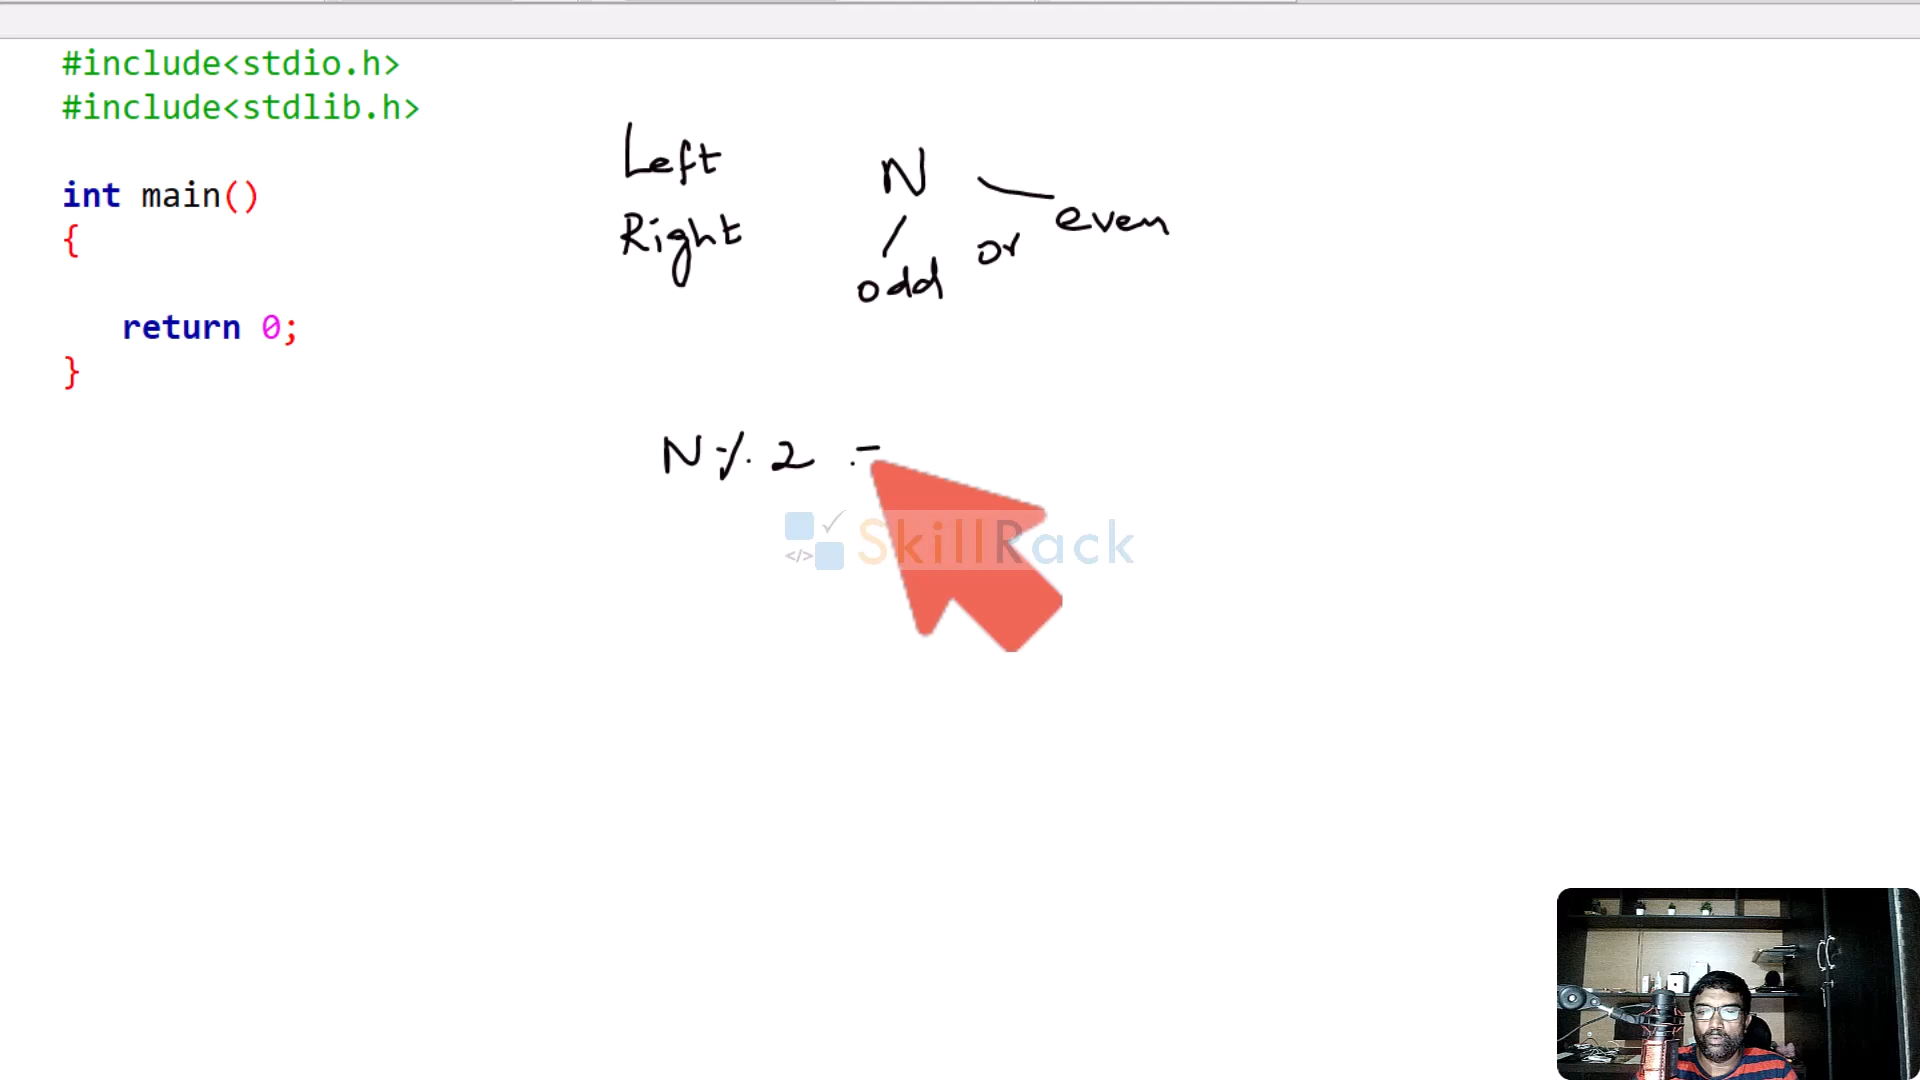 #include<stdio.h>
#include<stdlib.h>
int main()
{
return 0;
}
Left
Right
N
even
or
odd
N % 2 =
</> SkillRack